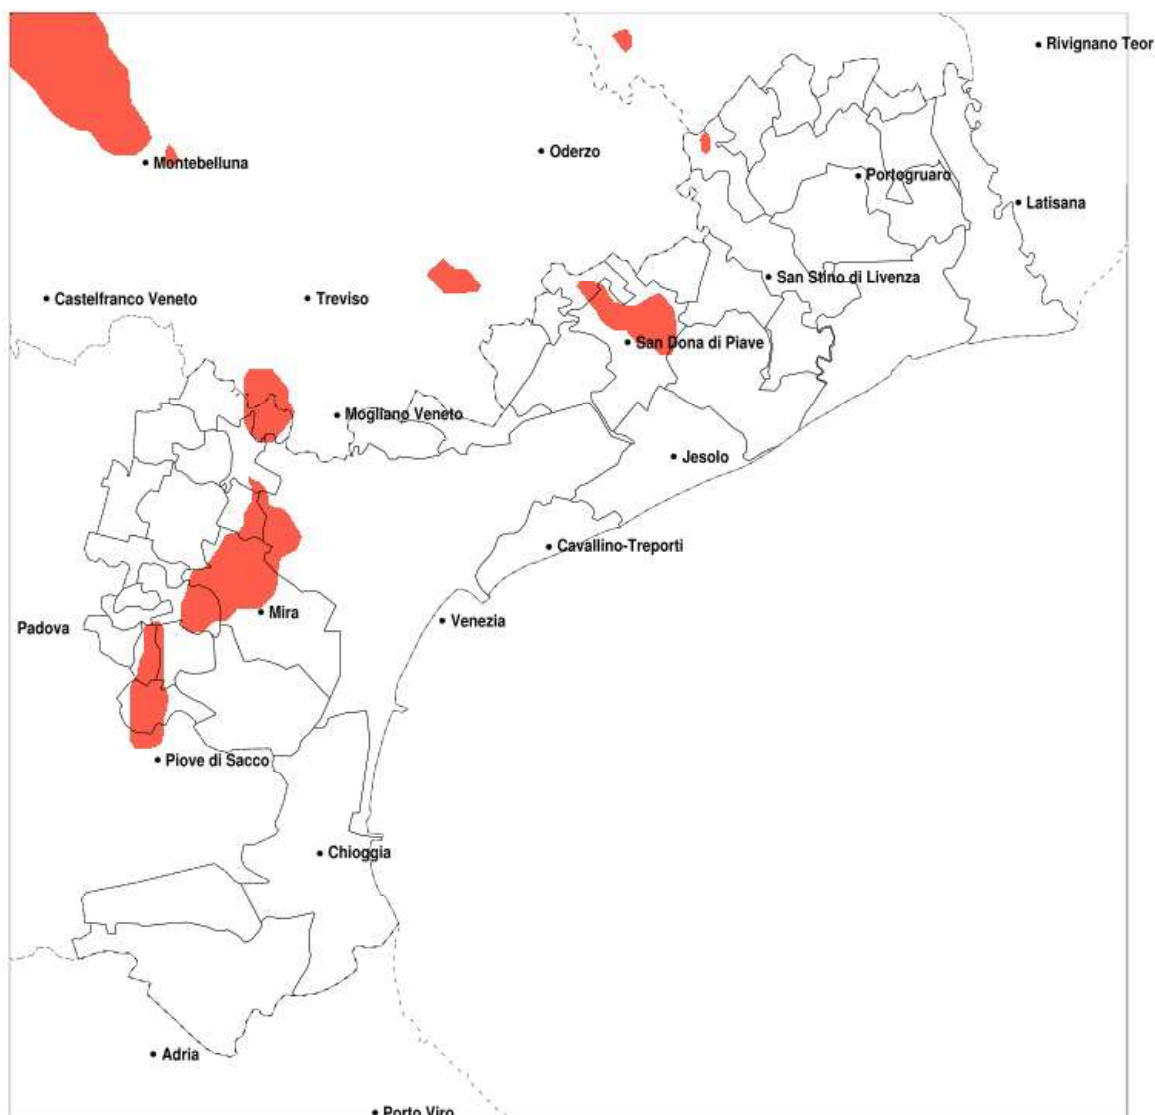 Rivignano Teor
Oderzo
Montebelluna
Portogruaro
Latisana
San Stino di Livenza
Castelfranco Veneto
Treviso
San Dona di Piave
Mogliano Veneto
Jesolo
Cavallino-Treporti
Mira
Venezia
Padova
Piove di Sacco
Chioggia
Adria
Porto Viro